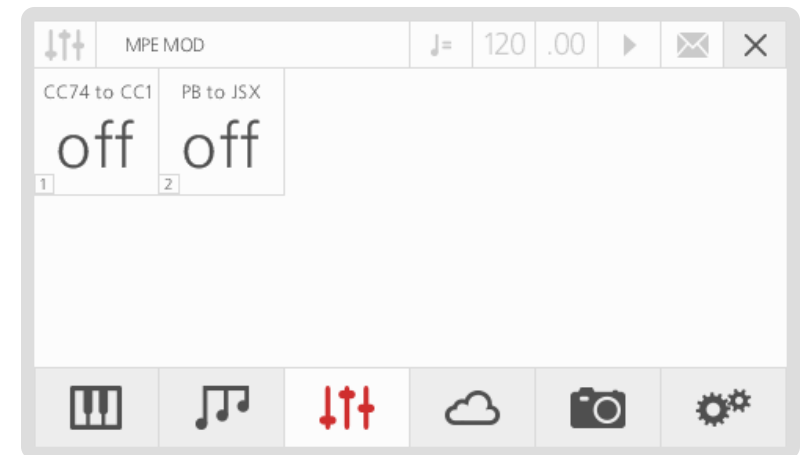 MPE MOD
= 120 .00
CC74 to CC1 PB to JSX
off off
1 2